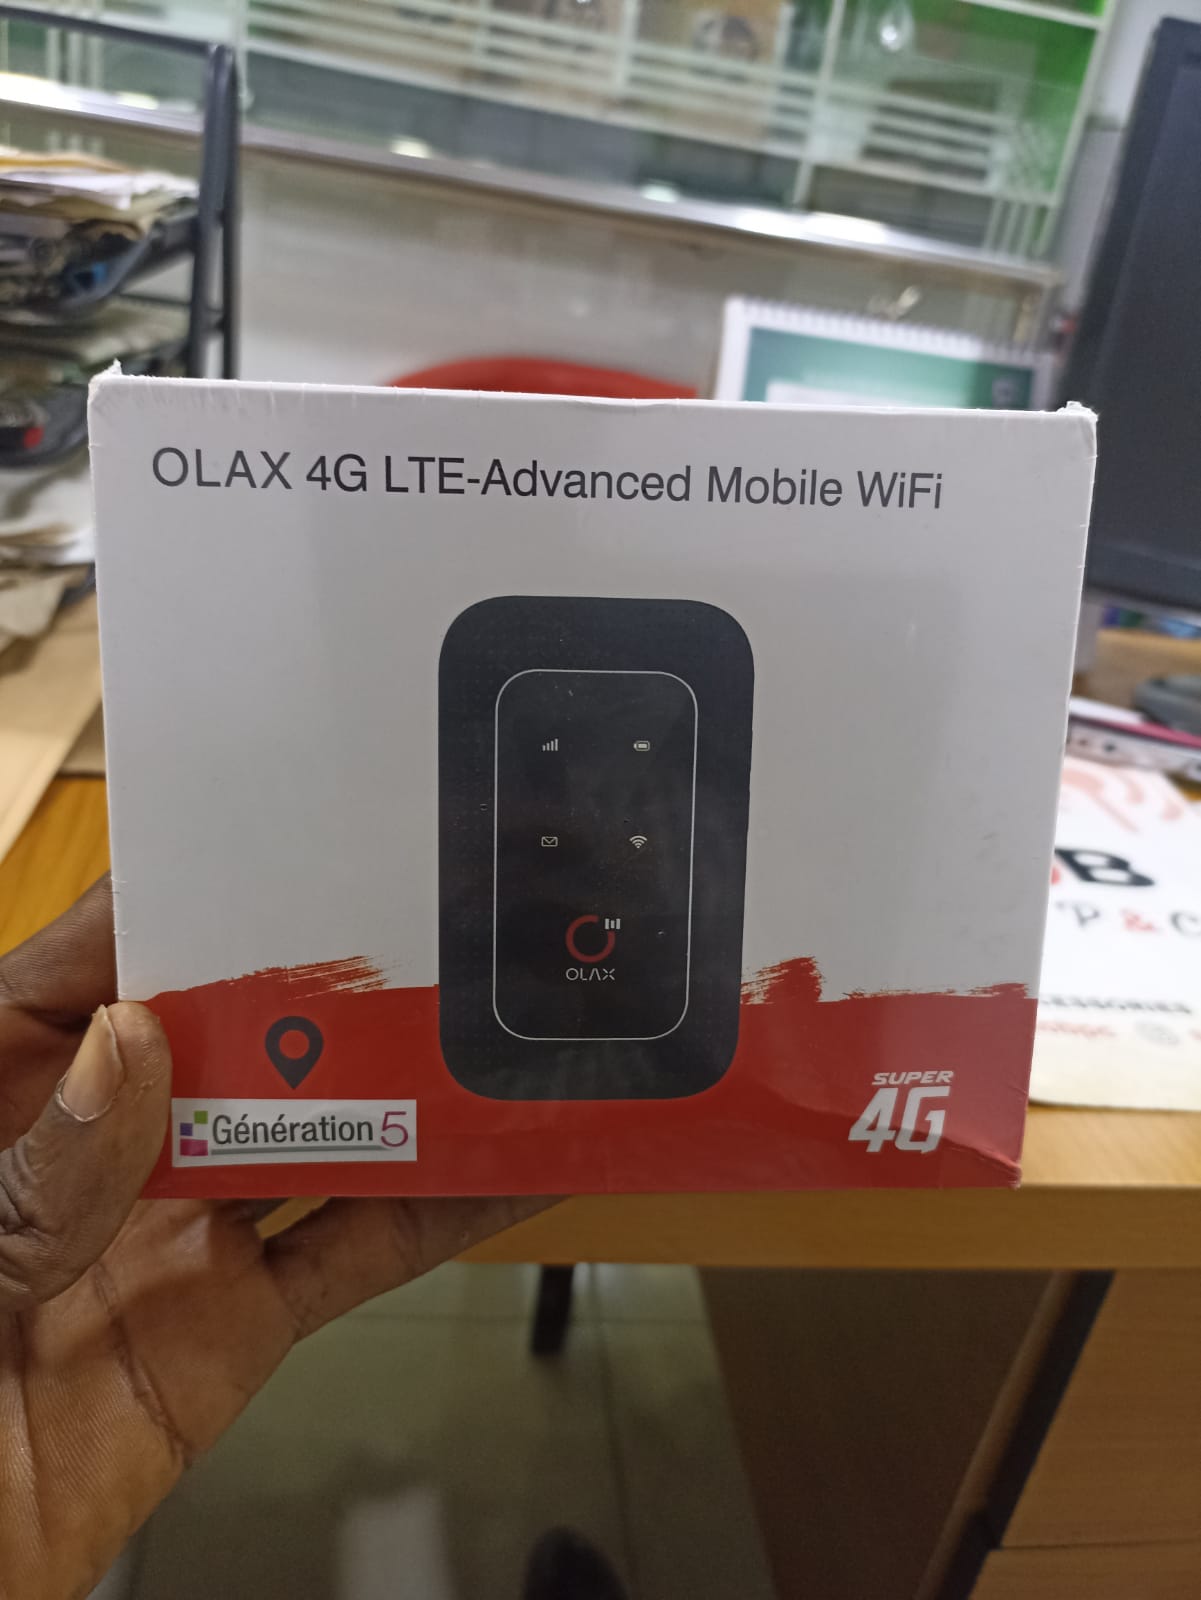 OLAX 4G LTE-Advanced Mobile WiFi
OLAX
Génération 5
SUPER
4G
B
P & C